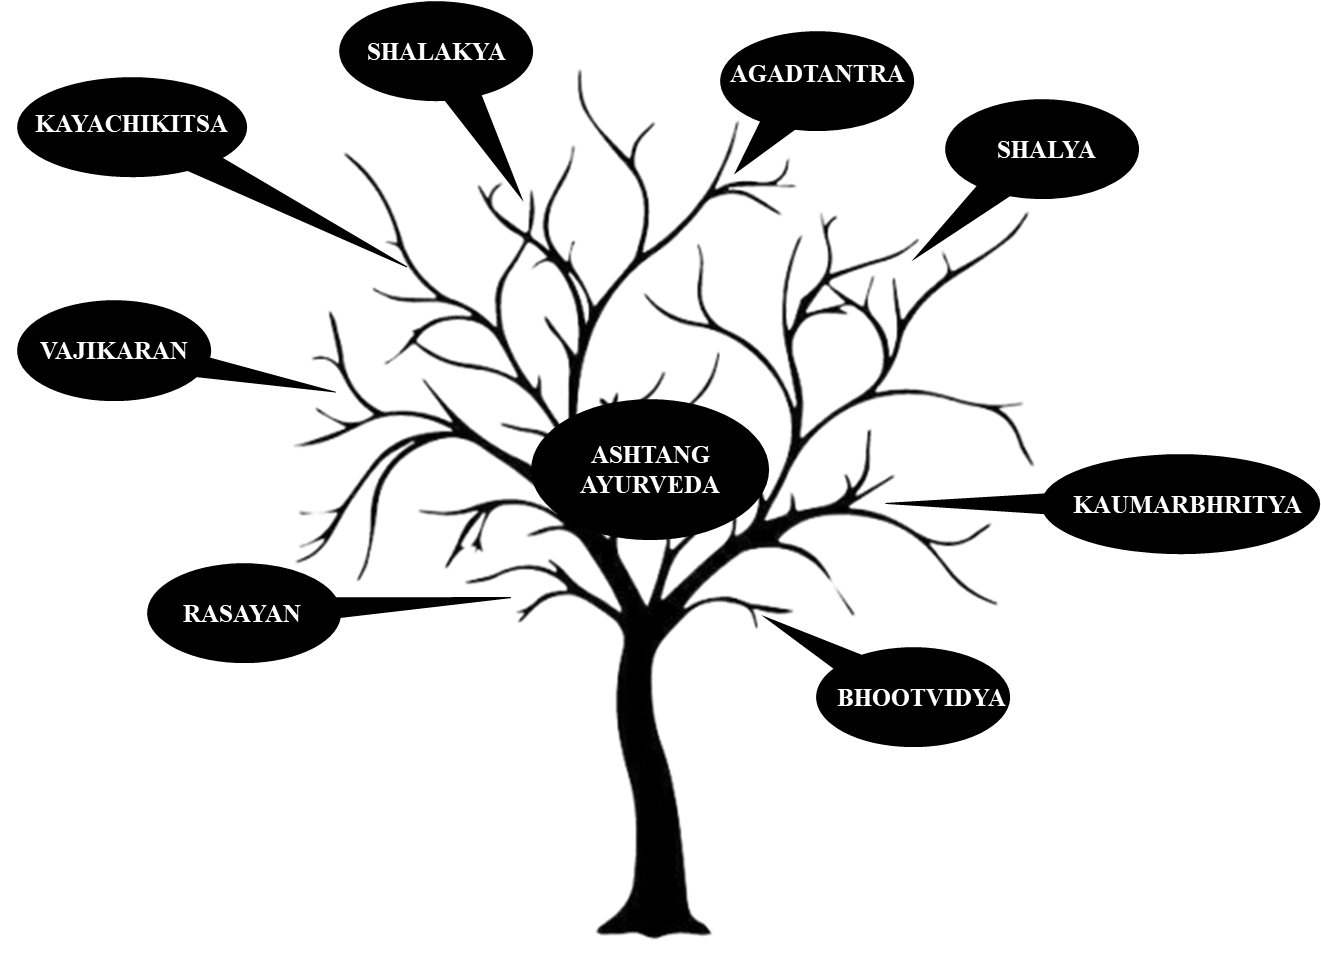 SHALAKYA
AGADTANTRA
KAYACHIKITSA
SHALYA
VAJIKARAN
ASHTANG
AYURVEDA
KAUMARBHRITYA
RASAYAN
BHOOTVIDYA